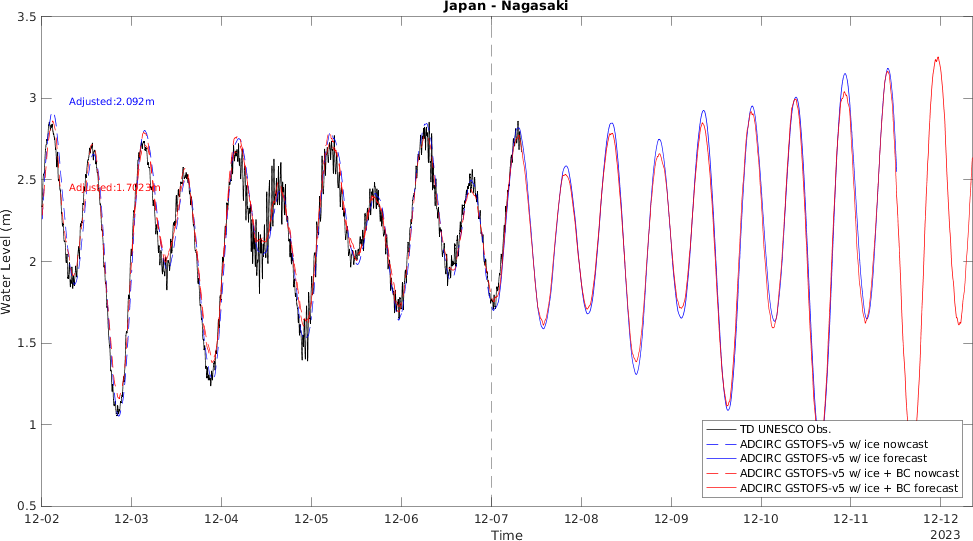 Japan - Nagasaki
3.5
3
2.5
2
1.5
1
0.5
Water Level (m)
Adjusted:2.092m
Adjusted:1.7023m
TD UNESCO Obs.
ADCIRC GSTOFS-v5 w/ ice nowcast
ADCIRC GSTOFS-v5 w/ ice forecast
ADCIRC GSTOFS-v5 w/ ice + BC nowcast
ADCIRC GSTOFS-v5 w/ ice + BC forecast
12-02 12-03 12-04 12-05 12-06 12-07 12-08 12-09 12-10 12-11 12-12
Time 2023